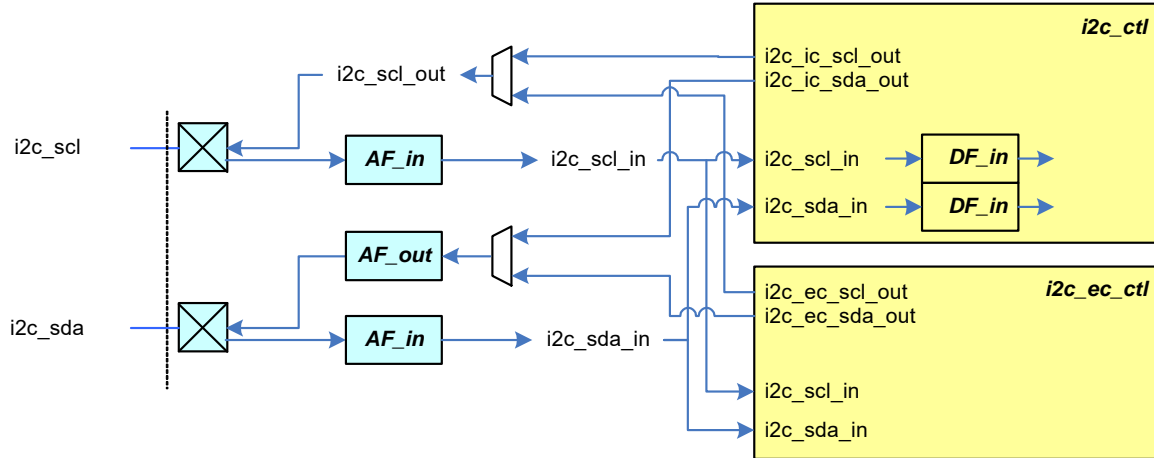 i2c_ctl
i2c_ic_scl_out
i2c_ic_sda_out
i2c_scl_out
i2c_scl
AF_in
i2c_scl_in
i2c_scl_in
DF_in
i2c_sda_in
DF_in
AF_out
i2c_ec_ctl
i2c_ec_scl_out
i2c_ec_sda_out
i2c_sda
AF_in
i2c_sda_in
i2c_scl_in
i2c_sda_in